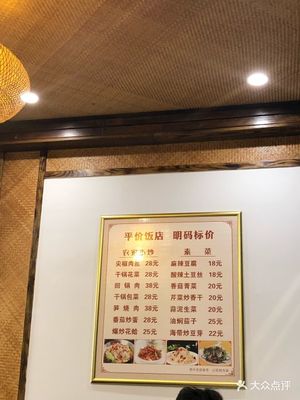 平价饭店 明码标价
农家小炒 素菜
尖椒肉丝 28元 麻辣豆腐 18元
干锅花菜 28元 酸辣土豆丝 18元
回锅肉 38元 香菇青菜 20元
干锅包菜 28元 芹菜炒香干 20元
笋烧肉 38元 蒜泥生菜 20元
番茄炒蛋 28元 油焖茄子 25元
爆炒花蛤 25元 海带炒豆芽 22元
大众点评